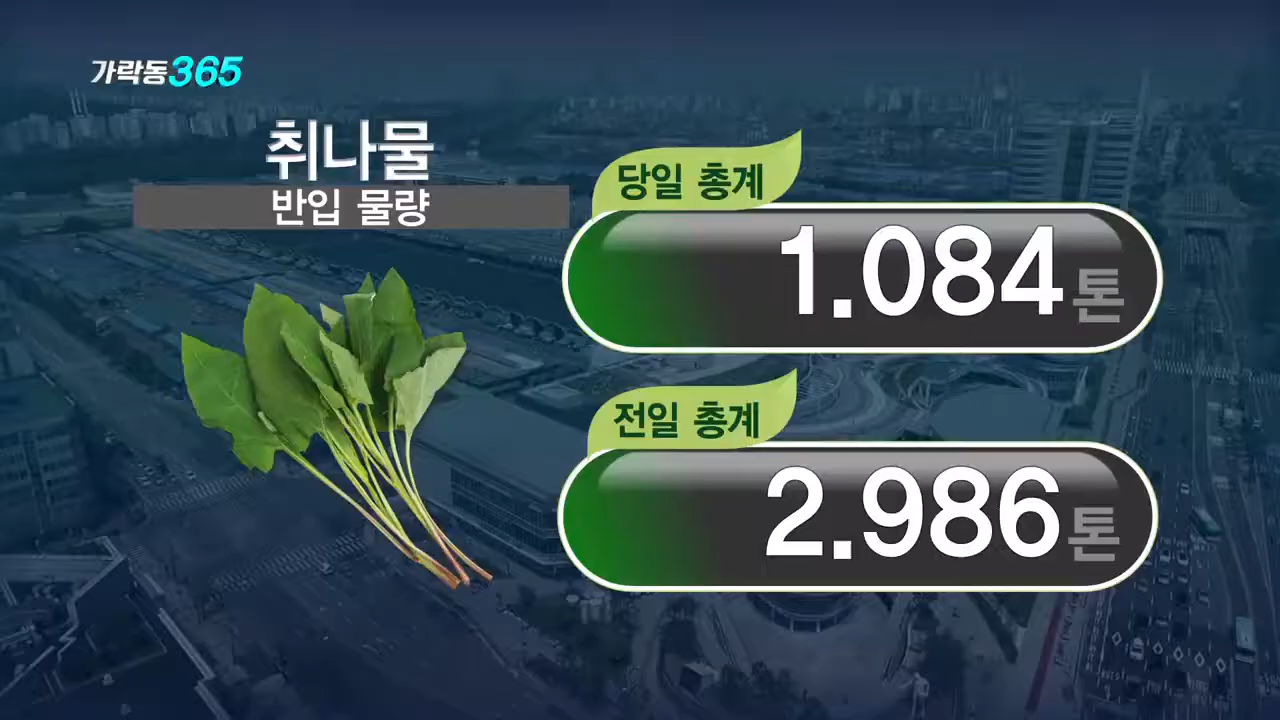 가락동365
취나물
반입 물량
당일 총계
1.084톤
전일 총계
2.986톤